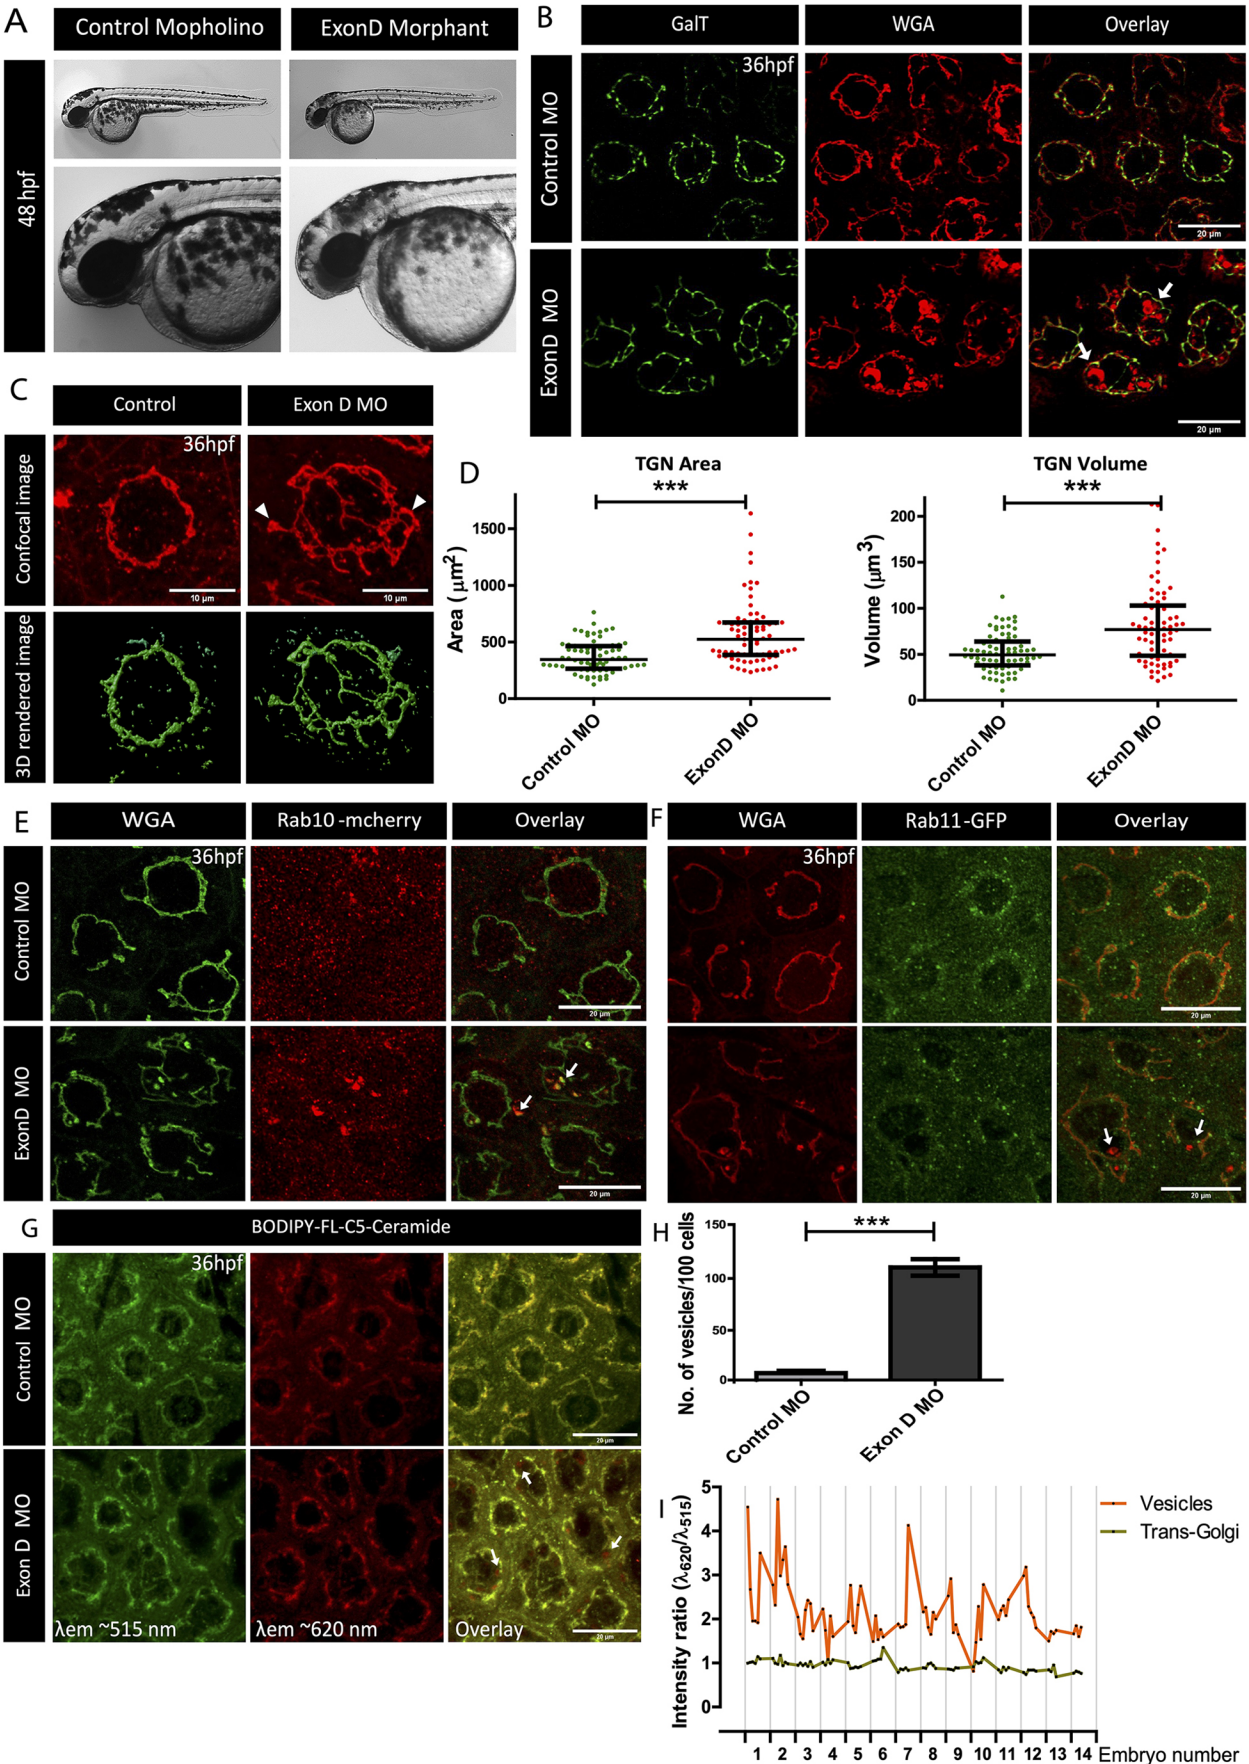 A
Control Mopholino
ExonD Morphant
48hpf
B
GalT
WGA
Overlay
Control MO
36hpf
20 µm
ExonD MO
20 µm
C
Control
Exon D MO
Confocal image
36hpf
10 µm
10 µm
3D rendered image
D
TGN Area
***
Area ( µm2)
1500
1000
500
0
Control MO
ExonD MO
TGN Volume
***
Volume (µm3)
200
150
100
50
0
Control MO
ExonD MO
E
WGA
Rab10 -mcherry
Overlay
Control MO
36hpf
20 µm
ExonD MO
20 µm
F
WGA
Rab11-GFP
Overlay
36hpf
20 µm
20 µm
G
BODIPY-FL-C5-Ceramide
Control MO
36hpf
20 µm
Exon D MO
λem ~515 nm
λem ~620 nm
Overlay
20 µm
H
No. of vesicles/100 cells
150
100
50
0
***
Control MO
Exon D MO
I
Intensity ratio (λ620/λ515)
5
4
3
2
1
0
Vesicles
Trans-Golgi
1 2 3 4 5 6 7 8 9 10 11 12 13 14 Embryo number